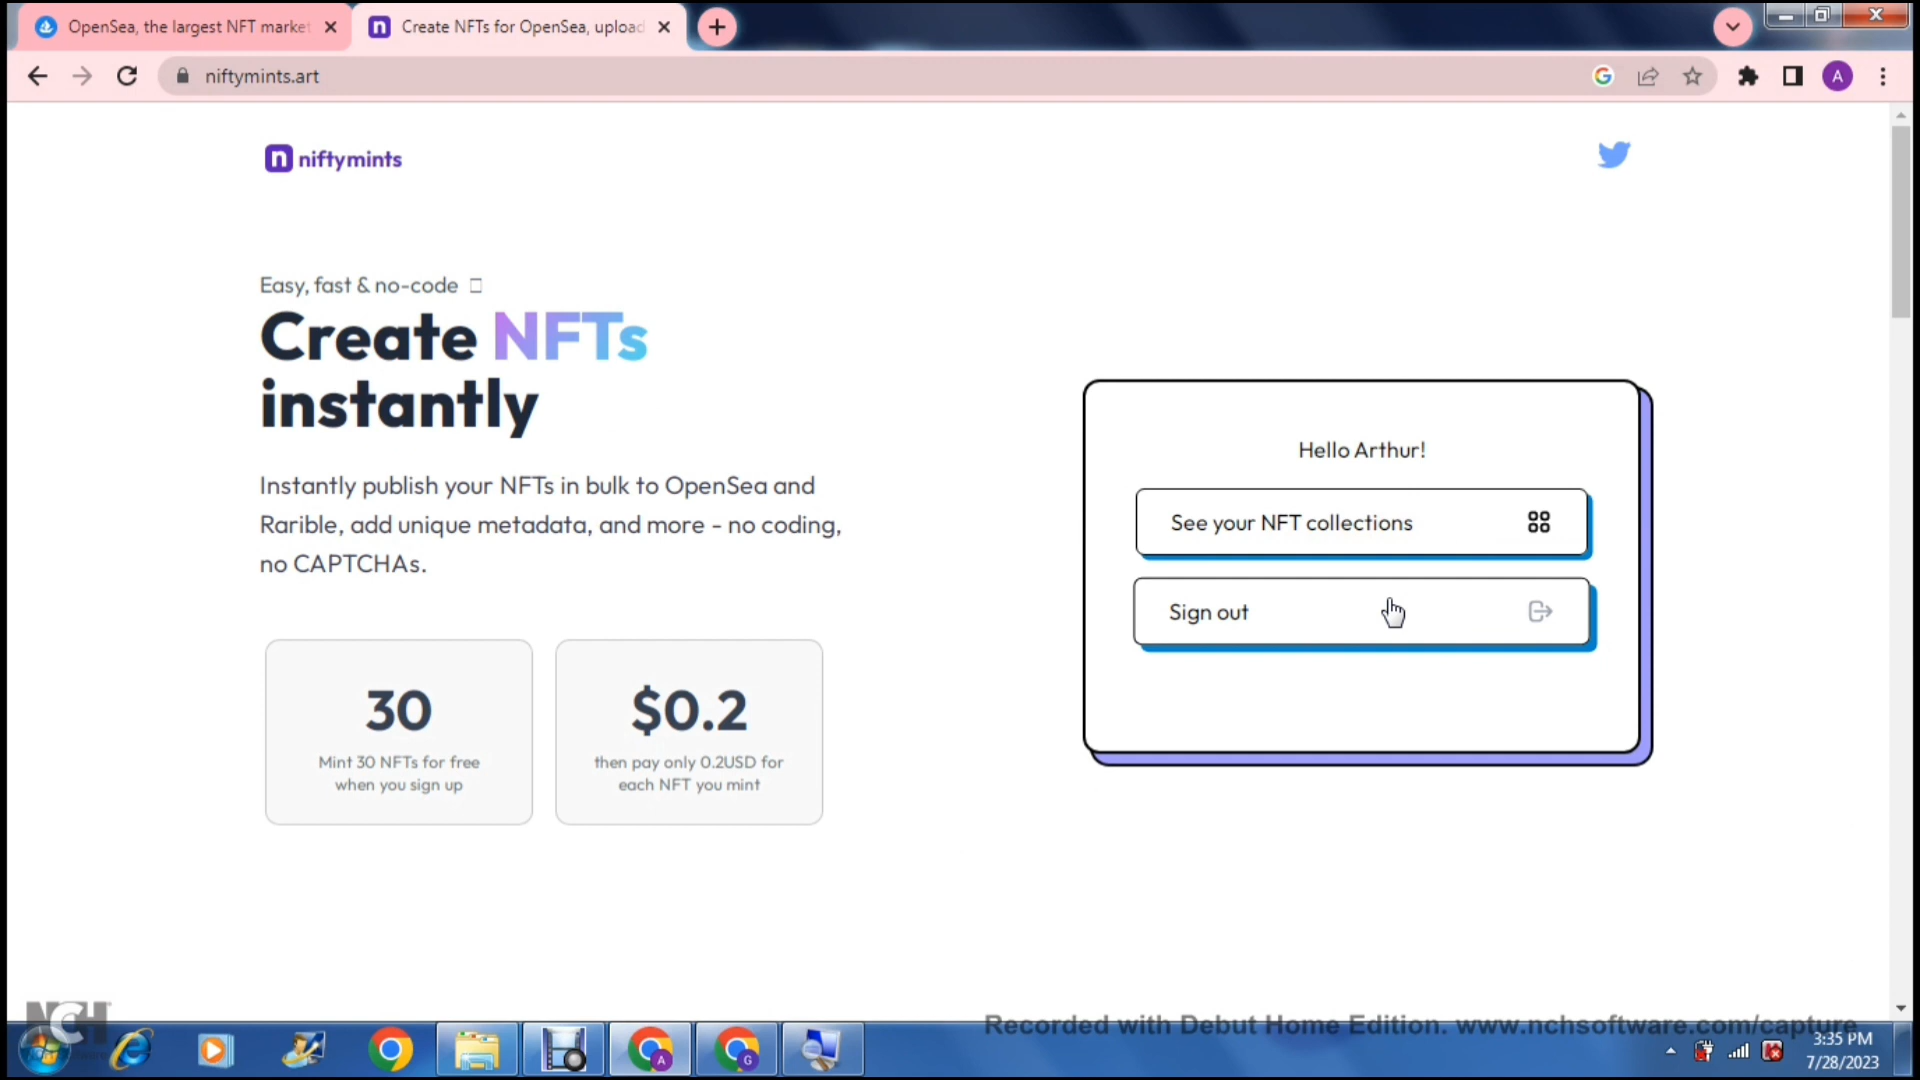 OpenSea, the largest NFT market
Create NFTs for OpenSea, upload
niftymints.art
A
n niftymints
Easy, fast & no-code
Create NFTs
instantly
Instantly publish your NFTs in bulk to OpenSea and
Rarible, add unique metadata, and more - no coding,
no CAPTCHAs.
30
Mint 30 NFTs for free
when you sign up
$0.2
then pay only 0.2USD for
each NFT you mint
Hello Arthur!
See your NFT collections
Sign out
NCH
Recorded with Debut Home Edition. www.nchsoftware.com/capture
A
G
3:35 PM
7/28/2023